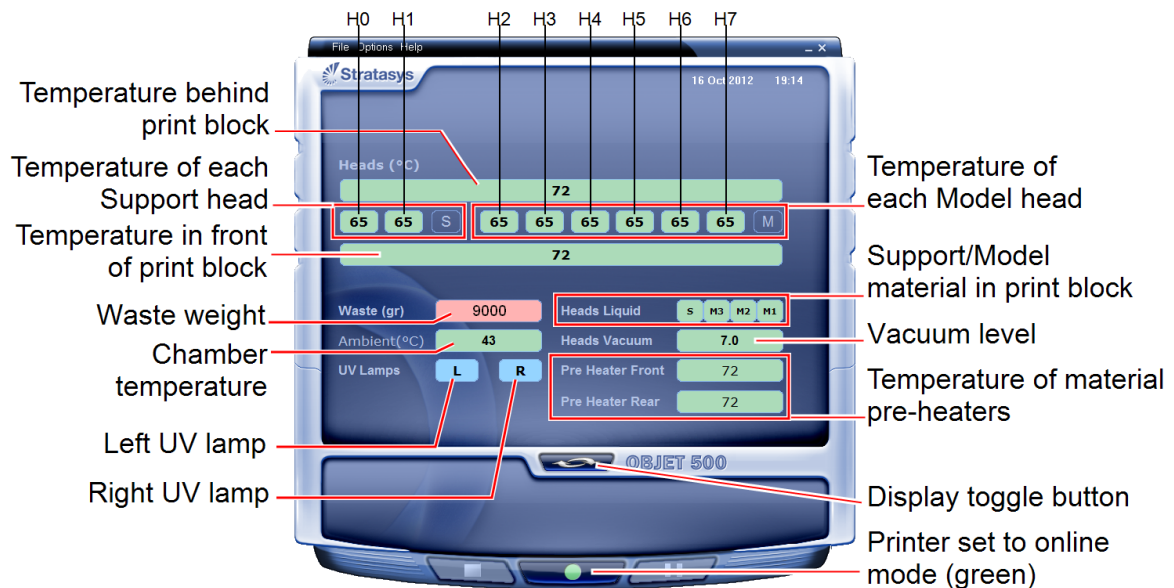 H0 H1 H2 H3 H4 H5 H6 H7
File Options Help
Stratasys
16 Oct 2012 19:14
Temperature behind
print block
Heads (°C)
72
Temperature of each
Support head
65 65 S 65 65 65 65 65 65 M
Temperature of
each Model head
Temperature in front
of print block
72
Support/Model
material in print block
Waste weight
Waste (gr) 9000
Heads Liquid S M3 M2 M1
Chamber
temperature
Ambient(°C) 43
Heads Vacuum 7.0
Vacuum level
UV Lamps L R
Pre Heater Front 72
Pre Heater Rear 72
Temperature of material
pre-heaters
Left UV lamp
Right UV lamp
OBJET 500
Display toggle button
Printer set to online
mode (green)